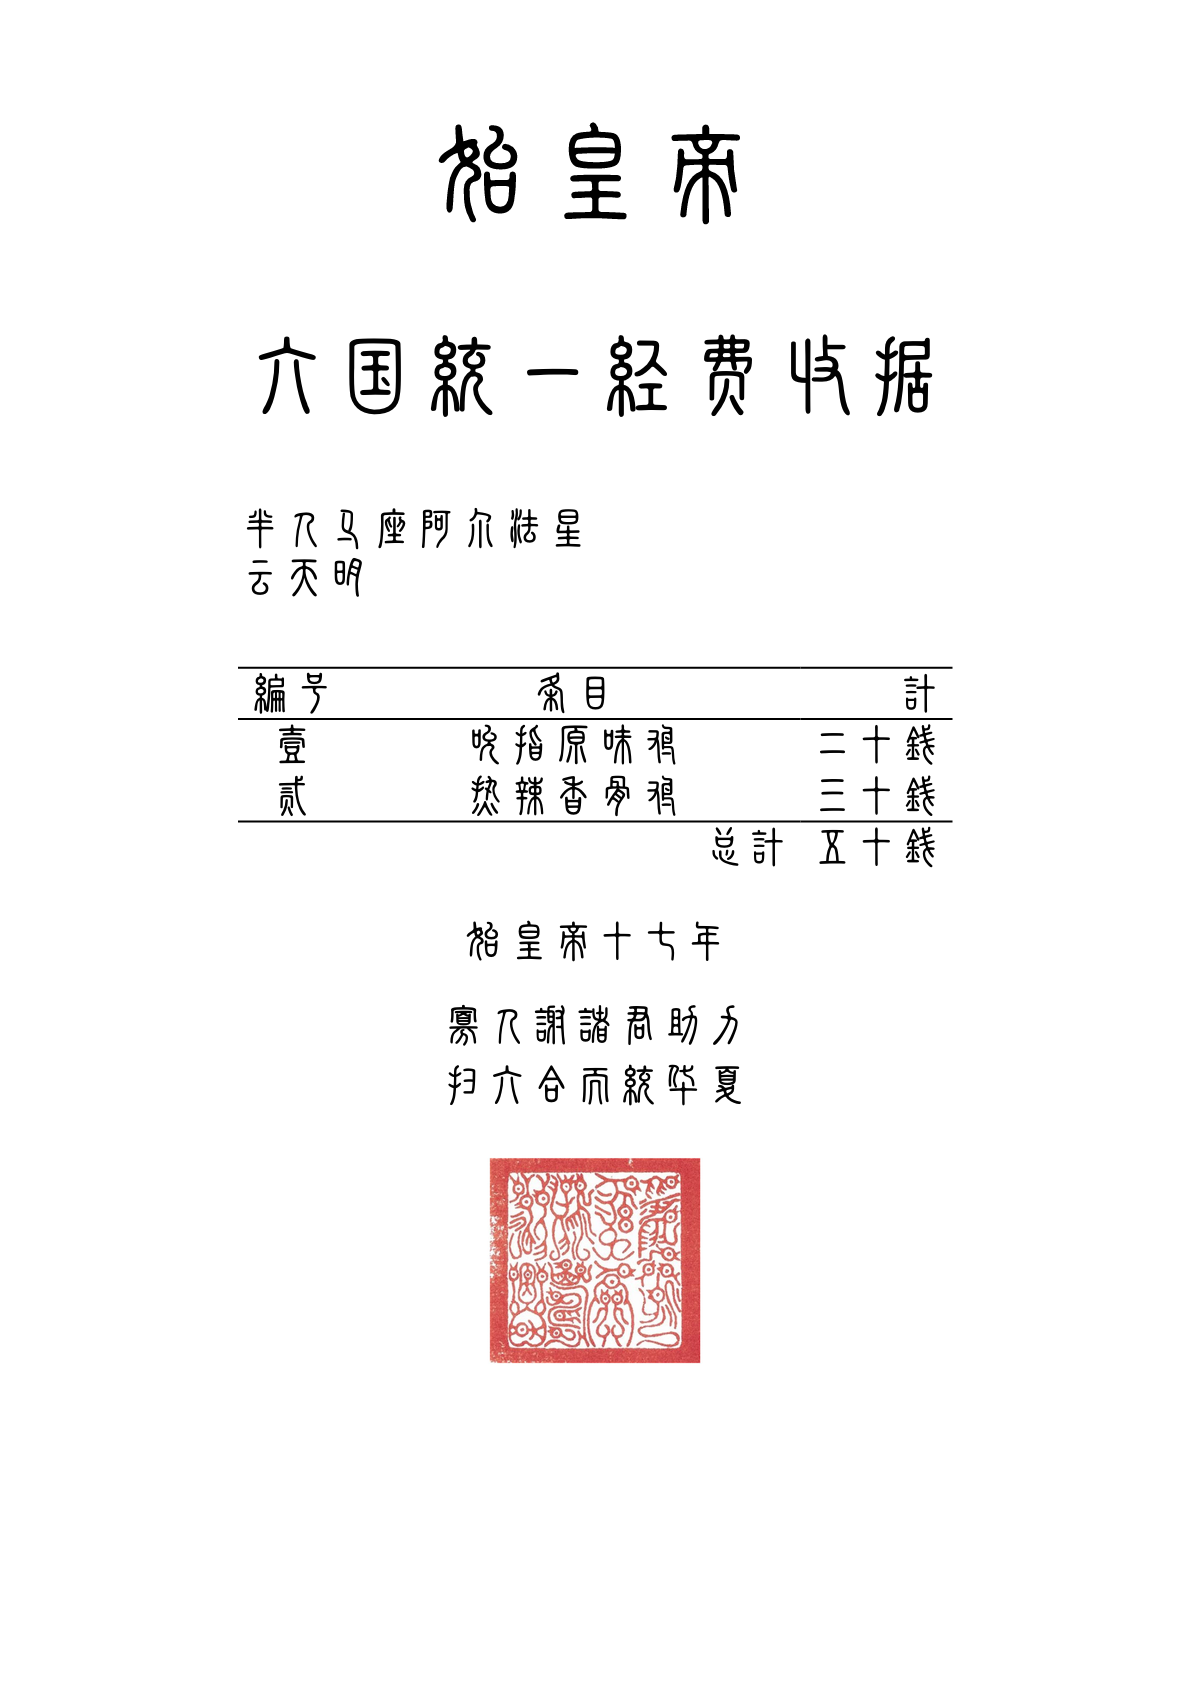 始皇帝
六国統一経费收据
半人马座阿尔法星
云天明
編号 条目 計
壹 吮指原味鸡 二十錢
贰 热辣香骨鸡 三十錢
总計 五十錢
始皇帝十七年
寡人謝諸君助力
扫六合而統华夏